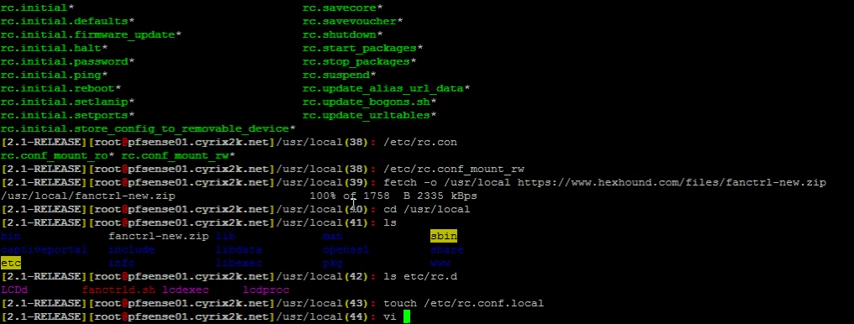 rc.initial* rc.savecore*
rc.initial.defaults* rc.savevoucher*
rc.initial.firmware_update* rc.shutdown*
rc.initial.halt* rc.start_packages*
rc.initial.password* rc.stop_packages*
rc.initial.ping* rc.suspend*
rc.initial.reboot* rc.update_alias_url_data*
rc.initial.setlanip* rc.update_bogons.sh*
rc.initial.setports* rc.update_urltables*
rc.initial.store_config_to_removable_device*
[2.1-RELEASE][root@pfsense01.cyrix2k.net]/usr/local(38): /etc/rc.con
rc.conf_mount_ro* rc.conf_mount_rw*
[2.1-RELEASE][root@pfsense01.cyrix2k.net]/usr/local(38): /etc/rc.conf_mount_rw
[2.1-RELEASE][root@pfsense01.cyrix2k.net]/usr/local(39): fetch -o /usr/local https://www.hexhound.com/files/fanctrl-new.zip
/usr/local/fanctrl-new.zip 100% of 1758 B 2335 kBps
[2.1-RELEASE][root@pfsense01.cyrix2k.net]/usr/local(40): cd /usr/local
[2.1-RELEASE][root@pfsense01.cyrix2k.net]/usr/local(41): ls
bin fanctrl-new.zip lib man sbin
captiveportal include libdata openssl share
etc info libexec pkg www
[2.1-RELEASE][root@pfsense01.cyrix2k.net]/usr/local(42): ls etc/rc.d
LCDd fanctrld.sh lcdexec lcdproc
[2.1-RELEASE][root@pfsense01.cyrix2k.net]/usr/local(43): touch /etc/rc.conf.local
[2.1-RELEASE][root@pfsense01.cyrix2k.net]/usr/local(44): vi